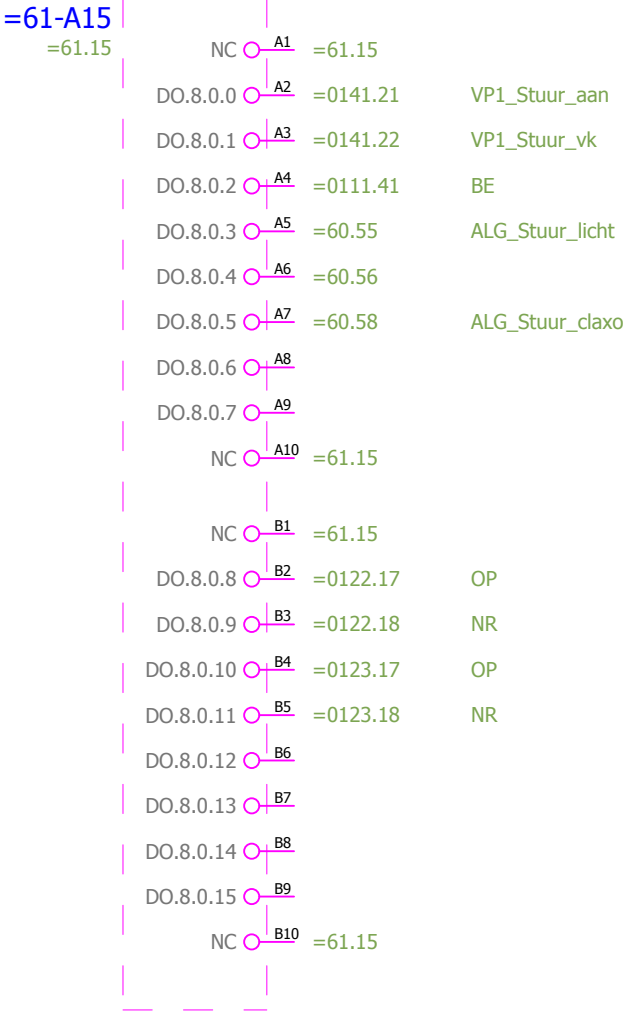 =61-A15
=61.15
NC A1 =61.15
DO.8.0.0 A2 =0141.21 VP1_Stuur_aan
DO.8.0.1 A3 =0141.22 VP1_Stuur_vk
DO.8.0.2 A4 =0111.41 BE
DO.8.0.3 A5 =60.55 ALG_Stuur_licht
DO.8.0.4 A6 =60.56
DO.8.0.5 A7 =60.58 ALG_Stuur_claxo
DO.8.0.6 A8
DO.8.0.7 A9
NC A10 =61.15
NC B1 =61.15
DO.8.0.8 B2 =0122.17 OP
DO.8.0.9 B3 =0122.18 NR
DO.8.0.10 B4 =0123.17 OP
DO.8.0.11 B5 =0123.18 NR
DO.8.0.12 B6
DO.8.0.13 B7
DO.8.0.14 B8
DO.8.0.15 B9
NC B10 =61.15